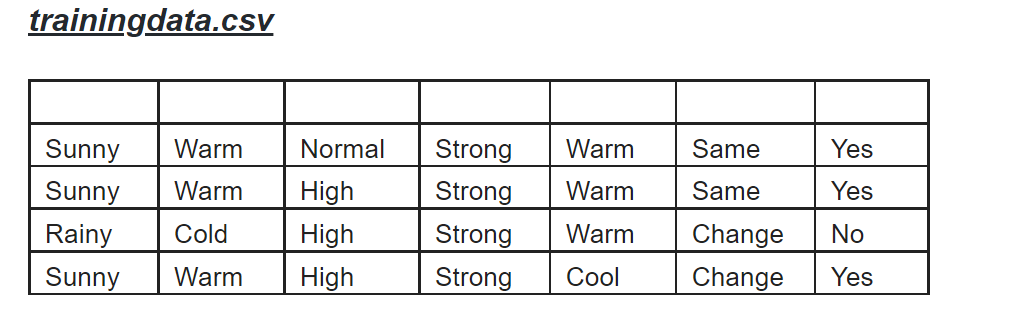 trainingdata.csv
Sunny Warm Normal Strong Warm Same Yes
Sunny Warm High Strong Warm Same Yes
Rainy Cold High Strong Warm Change No
Sunny Warm High Strong Cool Change Yes